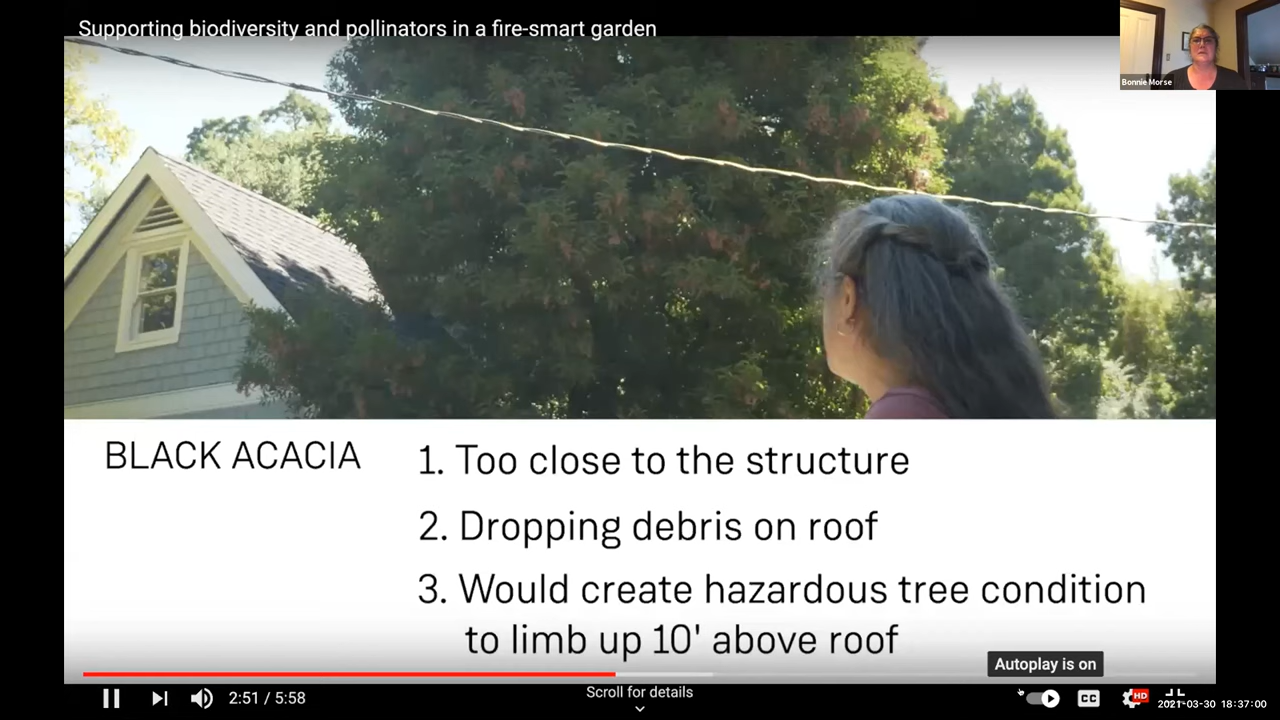 Supporting biodiversity and pollinators in a fire-smart garden
Bonnie Morse
BLACK ACACIA
1. Too close to the structure
2. Dropping debris on roof
3. Would create hazardous tree condition
to limb up 10' above roof
Autoplay is on
2:51 / 5:58
Scroll for details
CC
HD
2021-03-30 18:37:00